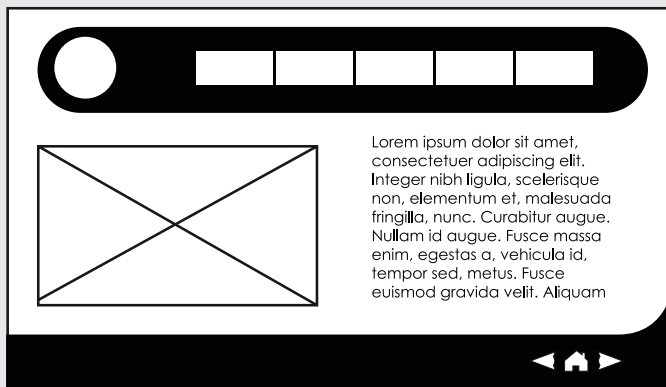 Lorem ipsum dolor sit amet,
consectetuer adipiscing elit.
Integer nibh ligula, scelerisque
non, elementum et, malesuada
fringilla, nunc. Curabitur augue.
Nullam id augue. Fusce massa
enim, egestas a, vehicula id,
tempor sed, metus. Fusce
euismod gravida velit. Aliquam